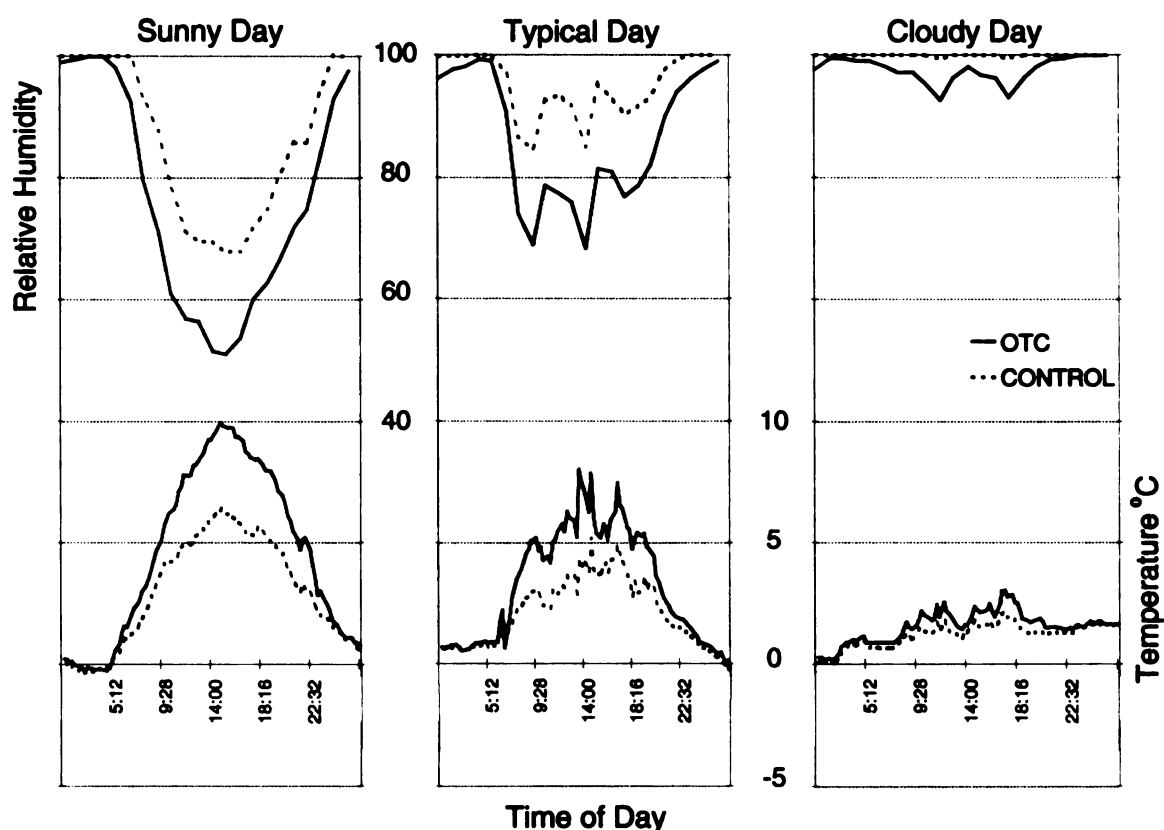 Sunny Day
Typical Day
Cloudy Day
Relative Humidity
100
80
60
40
OTC
CONTROL
10
5
0
-5
Temperature °C
5:12
9:28
14:00
18:16
22:32
5:12
9:28
14:00
18:16
22:32
5:12
9:28
14:00
18:16
22:32
Time of Day